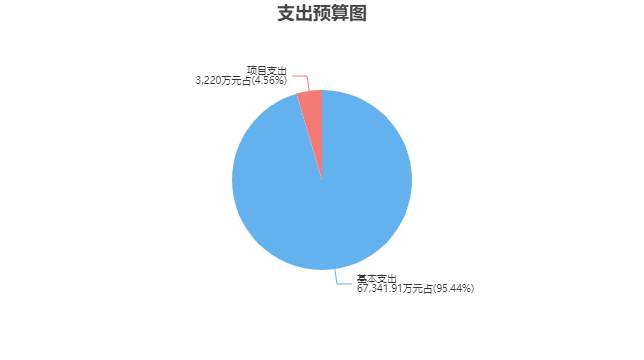 支出预算图
项目支出
3,220万元占(4.56%)
基本支出
67,341.91万元占(95.44%)